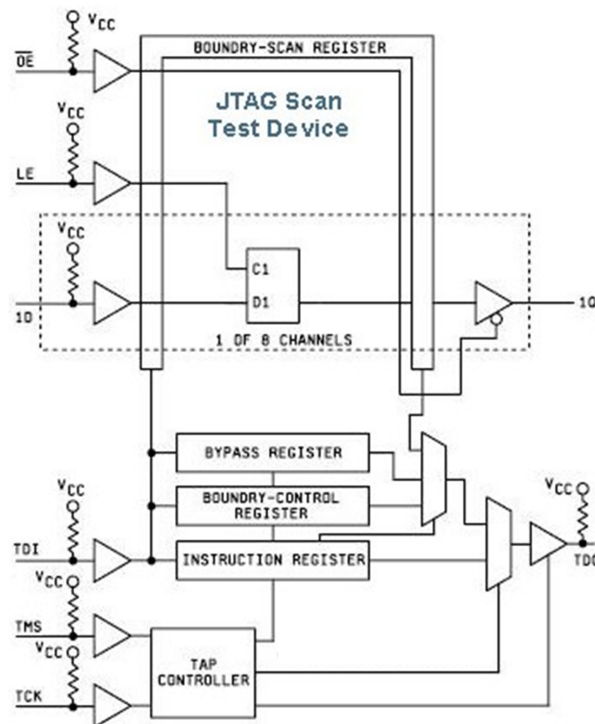 VCC
BOUNDRY-SCAN REGISTER
OE
JTAG Scan
Test Device
VCC
LE
VCC
C1
1D
D1
1Q
1 OF 8 CHANNELS
BYPASS REGISTER
VCC
BOUNDRY-CONTROL
REGISTER
VCC
TDI
INSTRUCTION REGISTER
TDO
VCC
TMS
VCC
TAP
CONTROLLER
TCK